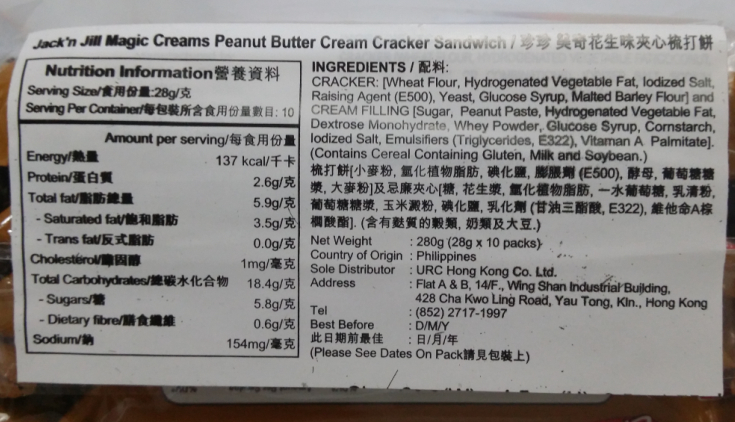 Jack'n Jill Magic Creams Peanut Butter Cream Cracker Sandwich / 珍珍 與奇花生味夾心梳打餅
Nutrition Information營養資料
Serving Size/食用份量:28g/克
Serving Per Container/每包裝所含食用份量數目: 10
Amount per serving/每食用份量
Energy/熱量 137 kcal/千卡
Protein/蛋白質 2.6g/克
Total fat/脂肪總量 5.9g/克
- Saturated fat/飽和脂肪 3.5g/克
- Trans fat/反式脂肪 0.0g/克
Cholesterol/膽固醇 1mg/毫克
Total Carbohydrates/總碳水化合物 18.4g/克
- Sugars/糖 5.8g/克
- Dietary fibre/膳食纖維 0.6g/克
Sodium/鈉 154mg/毫克
INGREDIENTS / 配料:
CRACKER: [Wheat Flour, Hydrogenated Vegetable Fat, Iodized Salt,
Raising Agent (E500), Yeast, Glucose Syrup, Malted Barley Flour] and
CREAM FILLING [Sugar, Peanut Paste, Hydrogenated Vegetable Fat,
Dextrose Monohydrate, Whey Powder, Glucose Syrup, Cornstarch,
Iodized Salt, Emulsifiers (Triglycerides, E322), Vitaman A Palmitate].
(Contains Cereal Containing Gluten, Milk and Soybean.)
梳打餅[小麥粉, 氫化植物脂肪, 碘化鹽, 膨脹劑 (E500), 酵母, 葡萄糖糖
漿, 大麥粉]及忌廉夾心[糖, 花生漿, 氫化植物脂肪, 一水葡萄糖, 乳清粉,
葡萄糖糖漿, 玉米澱粉, 碘化鹽, 乳化劑 (甘油三酯酸, E322), 維他命A棕
櫚酸酯]. (含有麩質的穀類, 奶類及大豆.)
Net Weight : 280g (28g x 10 packs)
Country of Origin : Philippines
Sole Distributor : URC Hong Kong Co. Ltd.
Address : Flat A & B, 14/F., Wing Shan Industrial Building,
428 Cha Kwo Ling Road, Yau Tong, Kln., Hong Kong
Tel : (852) 2717-1997
Best Before : D/M/Y
此日期前最佳 : 日/月/年
(Please See Dates On Pack請見包裝上)